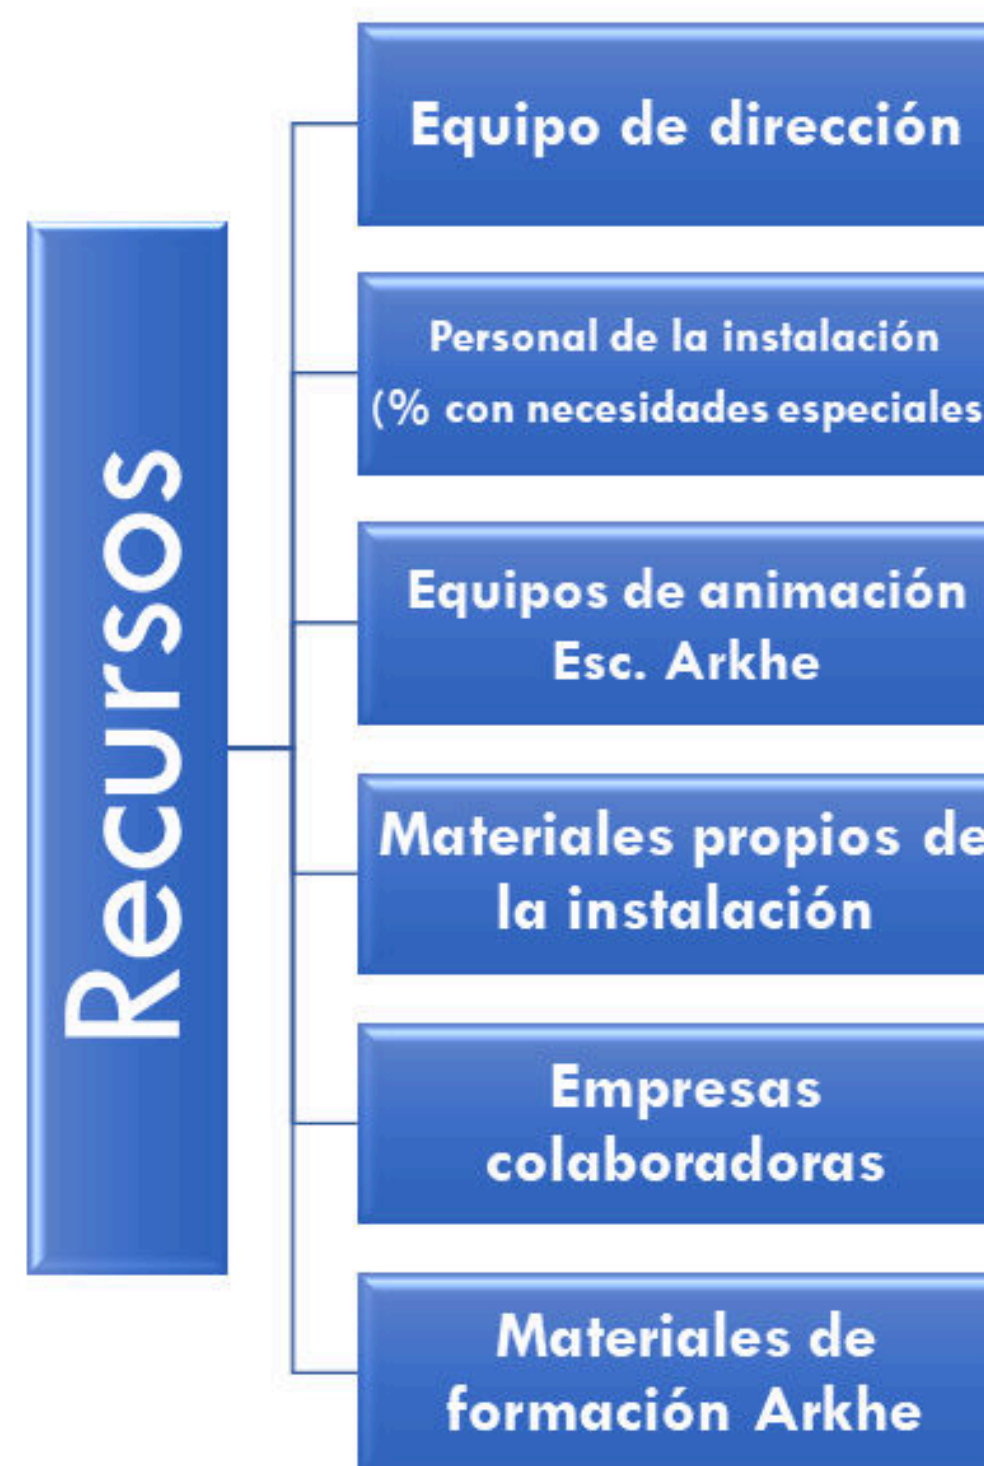 Recursos
Equipo de dirección
Personal de la instalación
(% con necesidades especiales
Equipos de animación
Esc. Arkhe
Materiales propios de
la instalación
Empresas
colaboradoras
Materiales de
formación Arkhe